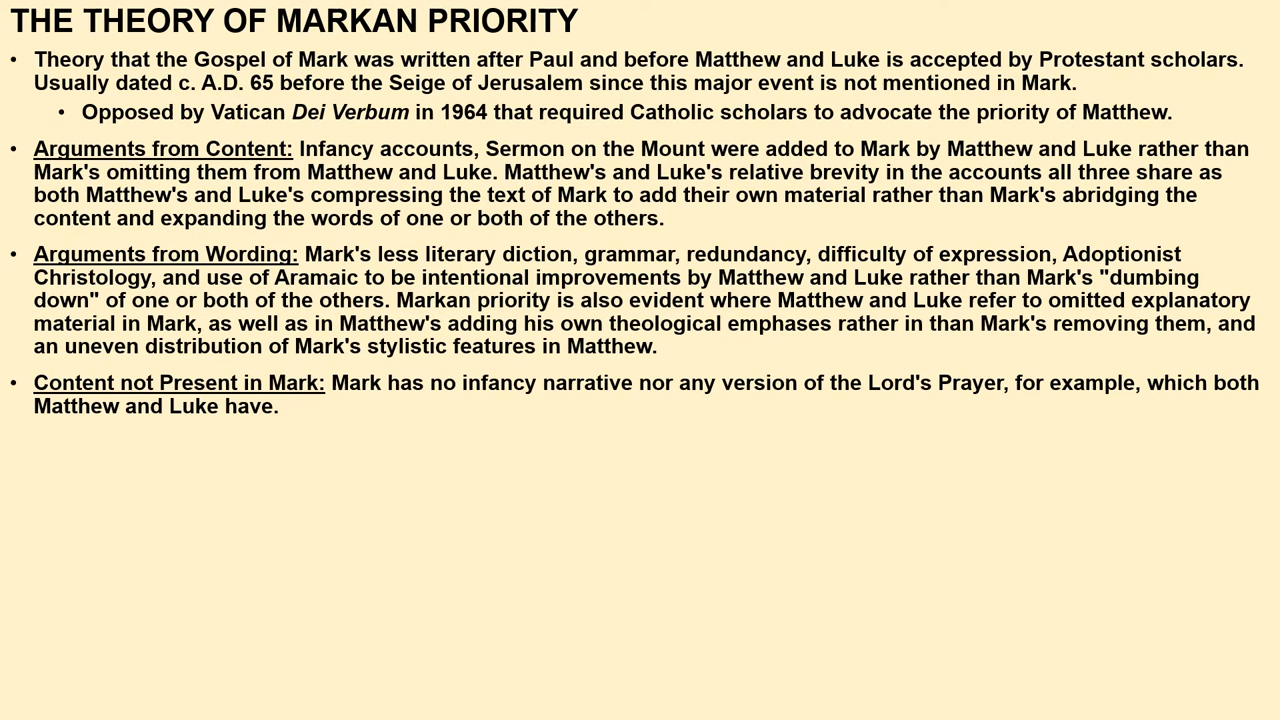 THE THEORY OF MARKAN PRIORITY
• Theory that the Gospel of Mark was written after Paul and before Matthew and Luke is accepted by Protestant scholars.
Usually dated c. A.D. 65 before the Seige of Jerusalem since this major event is not mentioned in Mark.
• Opposed by Vatican Dei Verbum in 1964 that required Catholic scholars to advocate the priority of Matthew.
• Arguments from Content: Infancy accounts, Sermon on the Mount were added to Mark by Matthew and Luke rather than
Mark's omitting them from Matthew and Luke. Matthew's and Luke's relative brevity in the accounts all three share as
both Matthew's and Luke's compressing the text of Mark to add their own material rather than Mark's abridging the
content and expanding the words of one or both of the others.
• Arguments from Wording: Mark's less literary diction, grammar, redundancy, difficulty of expression, Adoptionist
Christology, and use of Aramaic to be intentional improvements by Matthew and Luke rather than Mark's "dumbing
down" of one or both of the others. Markan priority is also evident where Matthew and Luke refer to omitted explanatory
material in Mark, as well as in Matthew's adding his own theological emphases rather in than Mark's removing them, and
an uneven distribution of Mark's stylistic features in Matthew.
• Content not Present in Mark: Mark has no infancy narrative nor any version of the Lord's Prayer, for example, which both
Matthew and Luke have.